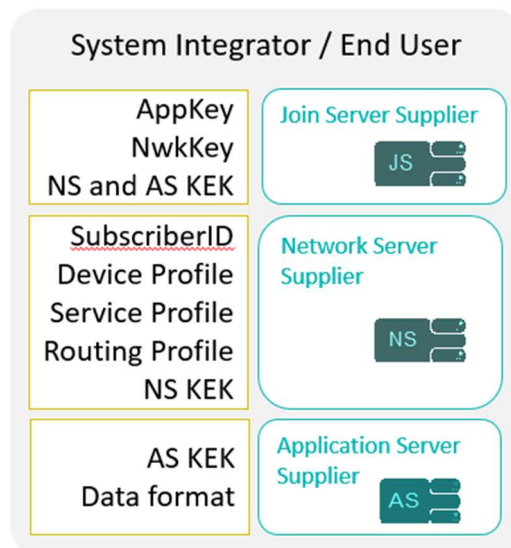 System Integrator / End User
AppKey
NwkKey
NS and AS KEK
Join Server Supplier
JS
SubscriberID
Device Profile
Service Profile
Routing Profile
NS KEK
Network Server
Supplier
NS
AS KEK
Data format
Application Server
Supplier
AS